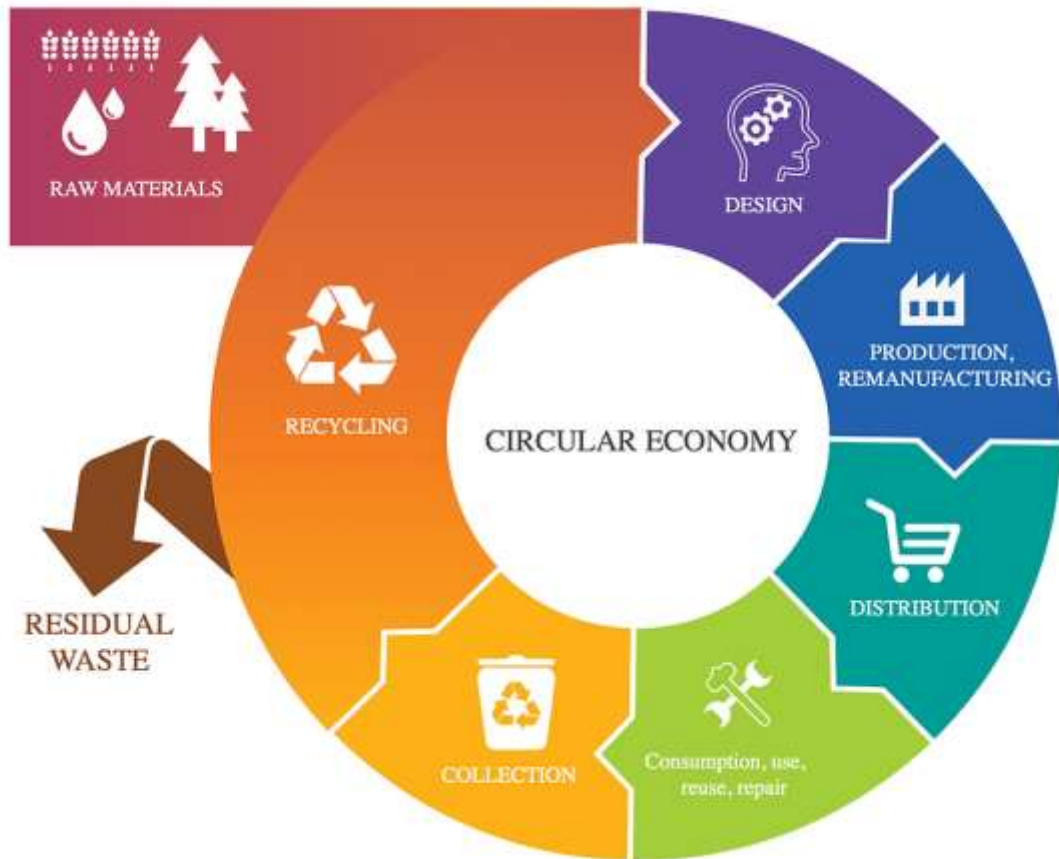 RAW MATERIALS
DESIGN
PRODUCTION,
REMANUFACTURING
RECYCLING
CIRCULAR ECONOMY
DISTRIBUTION
RESIDUAL
WASTE
COLLECTION
Consumption, use,
reuse, repair